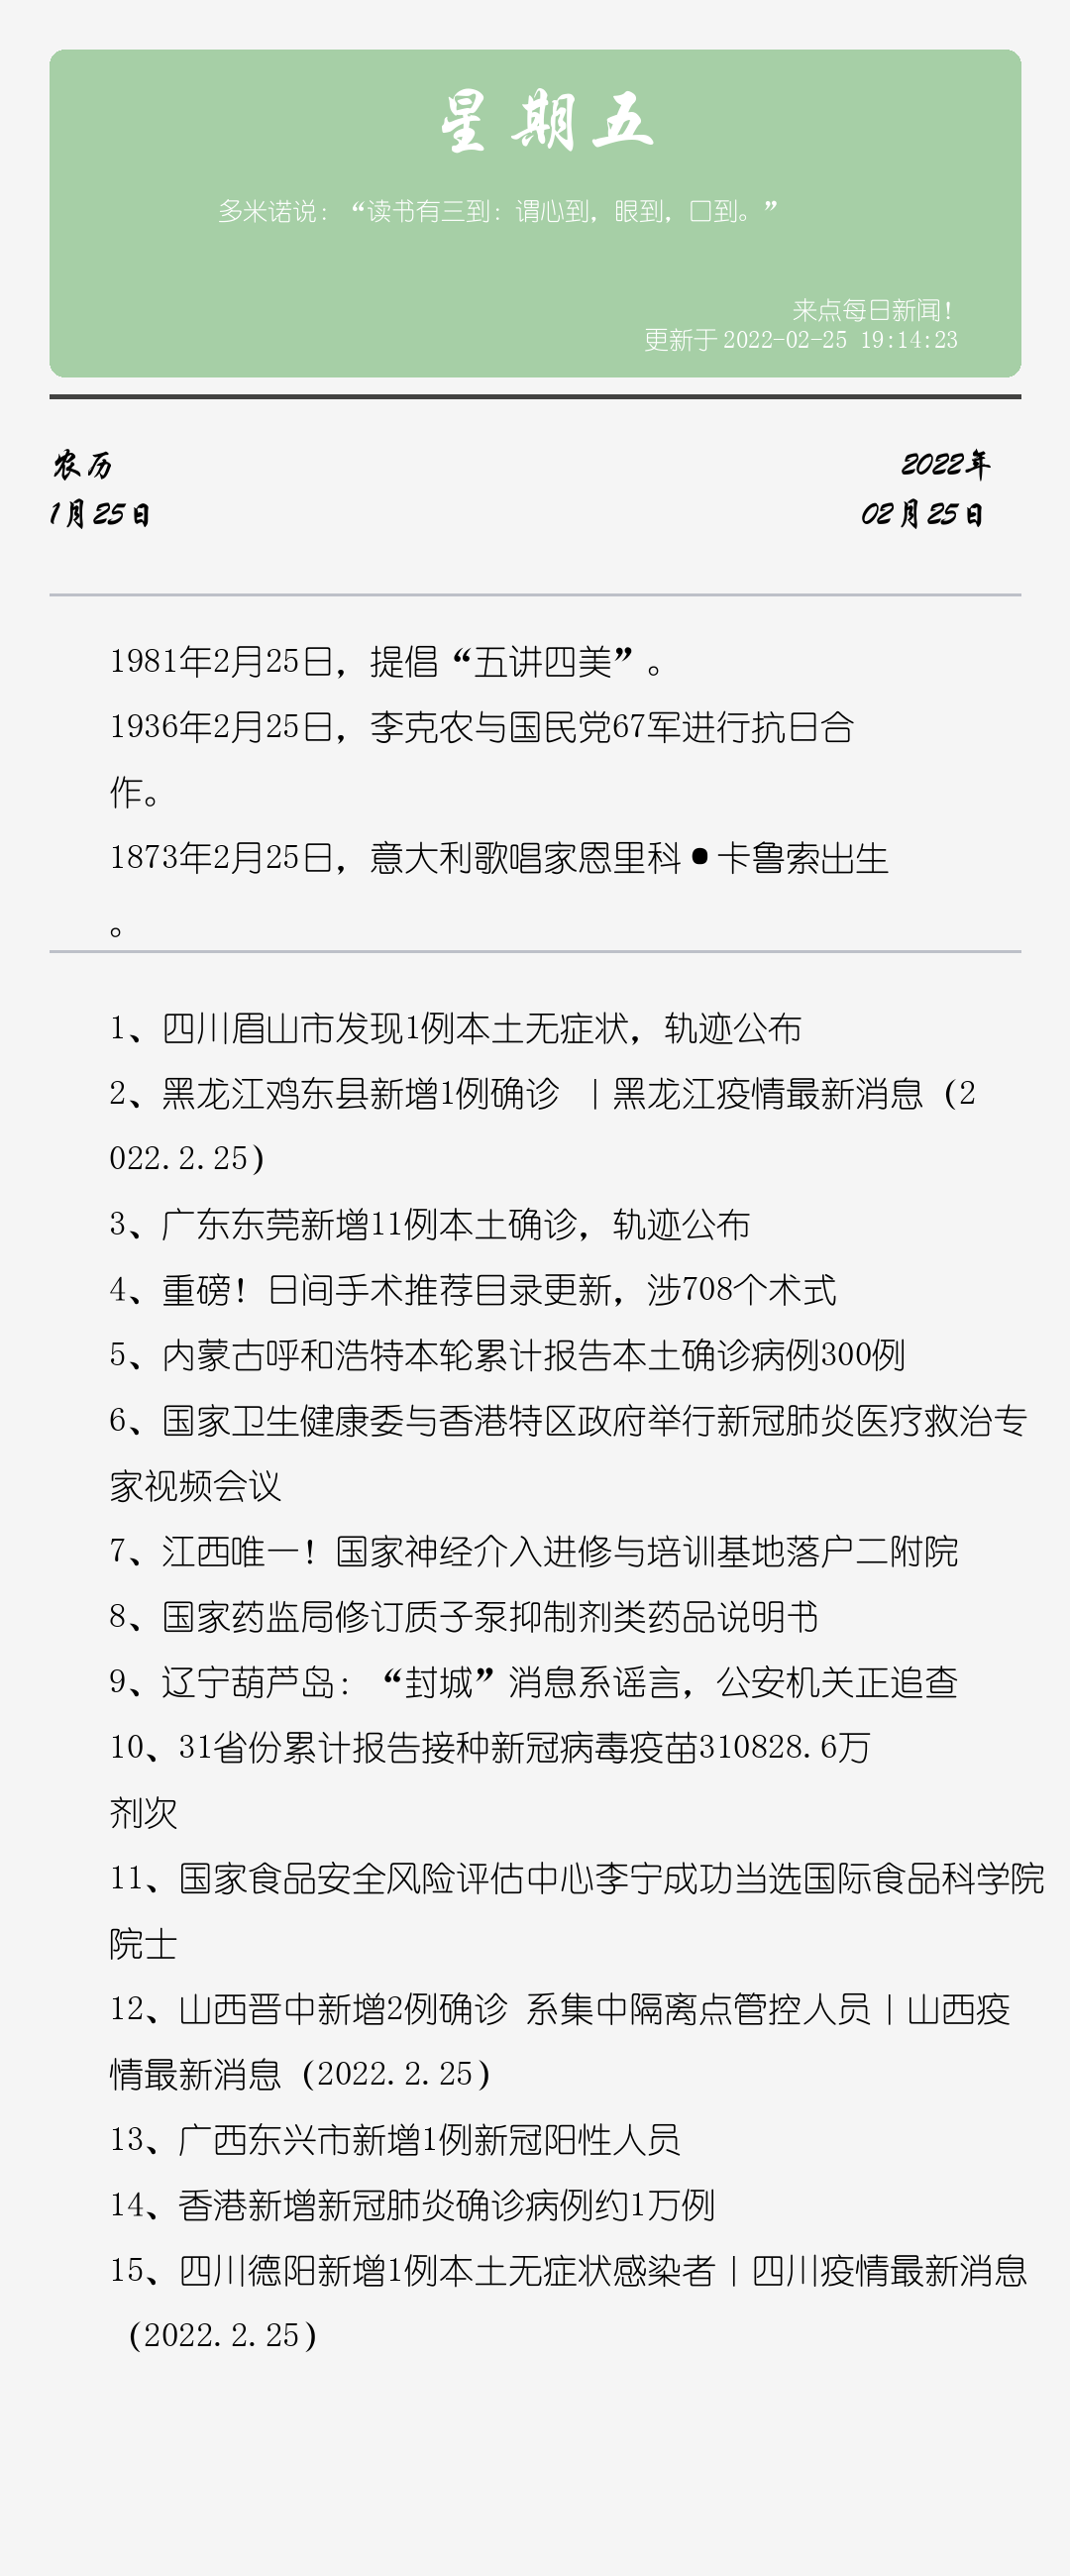 星期五
多米诺说：“读书有三到：谓心到，眼到，口到。”
来点每日新闻！
更新于 2022-02-25 19:14:23
农历
2022年
1月25日
02月25日
1981年2月25日，提倡“五讲四美”。
1936年2月25日，李克农与国民党67军进行抗日合
作。
1873年2月25日，意大利歌唱家恩里科•卡鲁索出生
。
1、四川眉山市发现1例本土无症状，轨迹公布
2、黑龙江鸡东县新增1例确诊 ｜黑龙江疫情最新消息（2
022.2.25）
3、广东东莞新增11例本土确诊，轨迹公布
4、重磅！日间手术推荐目录更新，涉708个术式
5、内蒙古呼和浩特本轮累计报告本土确诊病例300例
6、国家卫生健康委与香港特区政府举行新冠肺炎医疗救治专
家视频会议
7、江西唯一！国家神经介入进修与培训基地落户二附院
8、国家药监局修订质子泵抑制剂类药品说明书
9、辽宁葫芦岛：“封城”消息系谣言，公安机关正追查
10、31省份累计报告接种新冠病毒疫苗310828.6万
剂次
11、国家食品安全风险评估中心李宁成功当选国际食品科学院
院士
12、山西晋中新增2例确诊 系集中隔离点管控人员｜山西疫
情最新消息（2022.2.25）
13、广西东兴市新增1例新冠阳性人员
14、香港新增新冠肺炎确诊病例约1万例
15、四川德阳新增1例本土无症状感染者｜四川疫情最新消息
（2022.2.25）